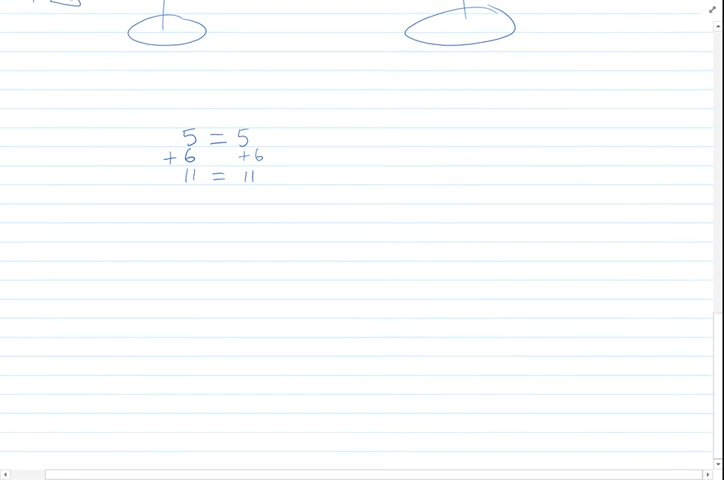 5 = 5
+6 +6
11 = 11